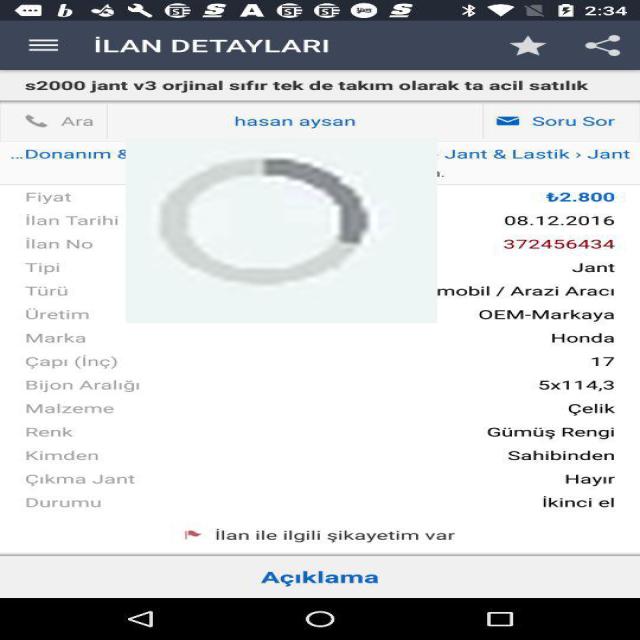 2:34
İLAN DETAYLARI
s2000 jant v3 orjinal sıfır tek de takım olarak ta acil satılık
Ara hasan aysan Soru Sor
...Donanım & Jant & Lastik › Jant
Fiyat ₺2.800
İlan Tarihi 08.12.2016
İlan No 372456434
Tipi Jant
Türü mobil / Arazi Aracı
Üretim OEM-Markaya
Marka Honda
Çapı (İnç) 17
Bijon Aralığı 5x114,3
Malzeme Çelik
Renk Gümüş Rengi
Kimden Sahibinden
Çıkma Jant Hayır
Durumu İkinci el
İlan ile ilgili şikayetim var
Açıklama